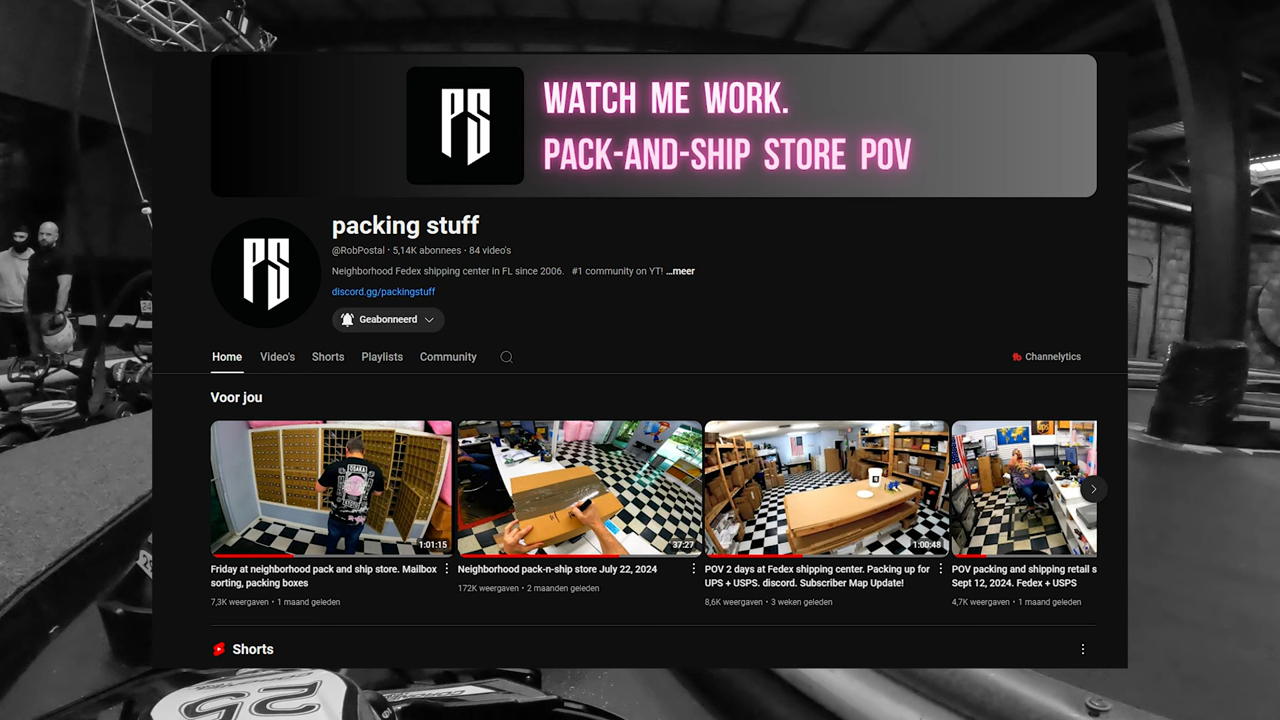 PS
WATCH ME WORK.
PACK-AND-SHIP STORE POV
PS
packing stuff
@RobPostal · 5,14K abonnees · 84 video's
Neighborhood Fedex shipping center in FL since 2006. #1 community on YT! ...meer
discord.gg/packingstuff
Geabonneerd
Home Video's Shorts Playlists Community
Channelytics
Voor jou
OSAKA
1:01:15
37:27
1:00:48
ups
Friday at neighborhood pack and ship store. Mailbox
sorting, packing boxes
7,3K weergaven · 1 maand geleden
Neighborhood pack-n-ship store July 22, 2024
172K weergaven · 2 maanden geleden
POV 2 days at Fedex shipping center. Packing up for
UPS + USPS. discord. Subscriber Map Update!
8,6K weergaven · 3 weken geleden
POV packing and shipping retail s
Sept 12, 2024. Fedex + USPS
4,7K weergaven · 1 maand geleden
Shorts
25